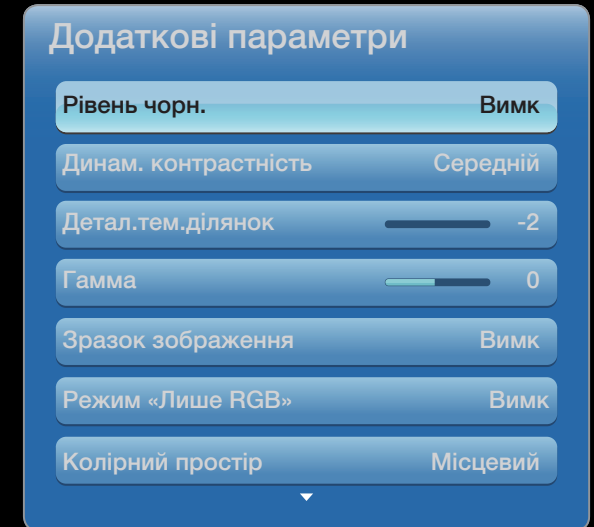 Додаткові параметри
Рівень чорн. Вимк
Динам. контрастність Середній
Детал.тем.ділянок -2
Гамма 0
Зразок зображення Вимк
Режим «Лише RGB» Вимк
Колірний простір Місцевий